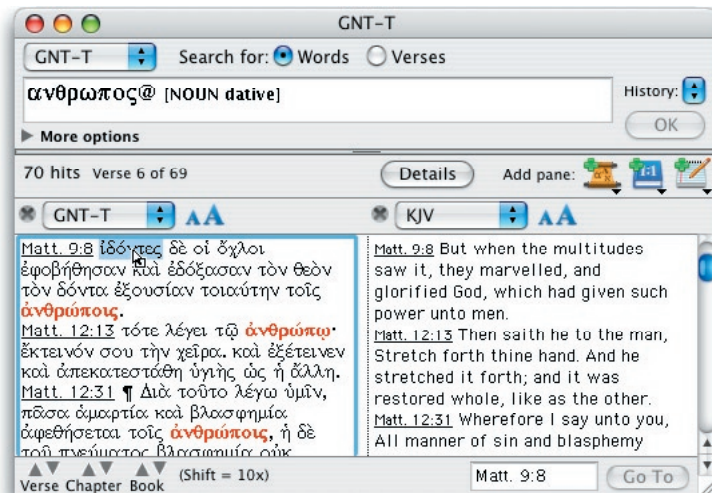 GNT-T
GNT-T Search for: Words Verses
ανθρωπος@ [NOUN dative]
History:
OK
More options
70 hits Verse 6 of 69 Details Add pane:
GNT-T AA KJV AA
Matt. 9:8 ἰδόντες δὲ οἱ ὄχλοι
ἐφοβήθησαν καὶ ἐδόξασαν τὸν θεὸν
τὸν δόντα ἐξουσίαν τοιαύτην τοῖς
ἀνθρώποις.
Matt. 12:13 τότε λέγει τῷ ἀνθρώπῳ·
ἔκτεινόν σου τὴν χεῖρα. καὶ ἐξέτεινεν
καὶ ἀπεκατεστάθη ὑγιὴς ὡς ἡ ἄλλη.
Matt. 12:31 ¶ Διὰ τοῦτο λέγω ὑμῖν,
πᾶσα ἁμαρτία καὶ βλασφημία
ἀφεθήσεται τοῖς ἀνθρώποις, ἡ δὲ
τοῦ πνεύματος βλασφημία οὐκ
Matt. 9:8 But when the multitudes
saw it, they marvelled, and
glorified God, which had given such
power unto men.
Matt. 12:13 Then saith he to the man,
Stretch forth thine hand. And he
stretched it forth; and it was
restored whole, like as the other.
Matt. 12:31 Wherefore I say unto you,
All manner of sin and blasphemy
Verse Chapter Book (Shift = 10x) Matt. 9:8 Go To